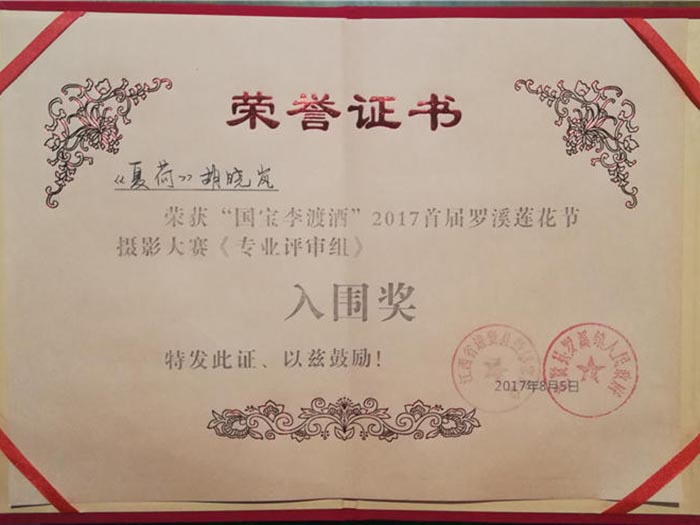 荣誉证书
《夏荷》胡晓岚
荣获“国宝李渡酒”2017首届罗溪莲花节
摄影大赛《专业评审组》
入围奖
特发此证、以兹鼓励！
2017年8月5日